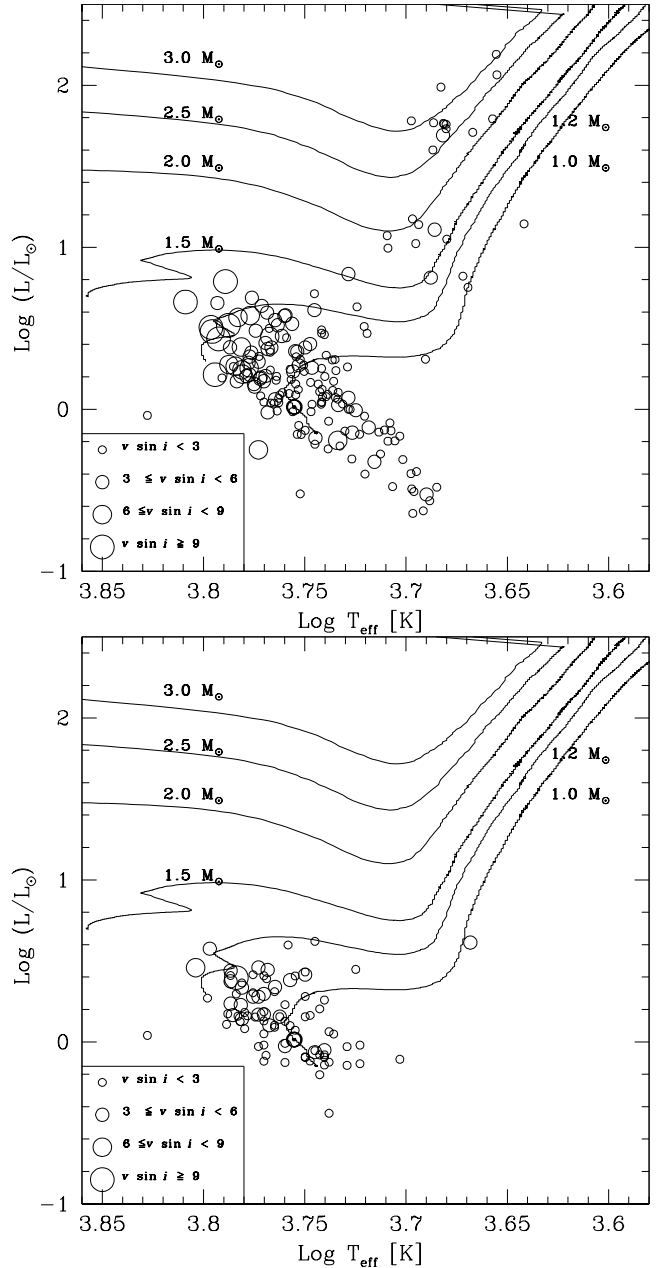 2
3.0 M⊙
2.5 M⊙
1.2 M⊙
2.0 M⊙
1.0 M⊙
1
1.5 M⊙
Log (L/L⊙)
0
v sin i < 3
3 ≤ v sin i < 6
6 ≤v sin i < 9
v sin i ≧ 9
−1
3.85 3.8 3.75 3.7 3.65 3.6
Log Teff [K]
3.0 M⊙
2
2.5 M⊙
1.2 M⊙
2.0 M⊙
1.0 M⊙
1
1.5 M⊙
Log (L/L⊙)
0
v sin i < 3
3 ≤ v sin i < 6
6 ≤v sin i < 9
v sin i ≧ 9
−1
3.85 3.8 3.75 3.7 3.65 3.6
Log Teff [K]